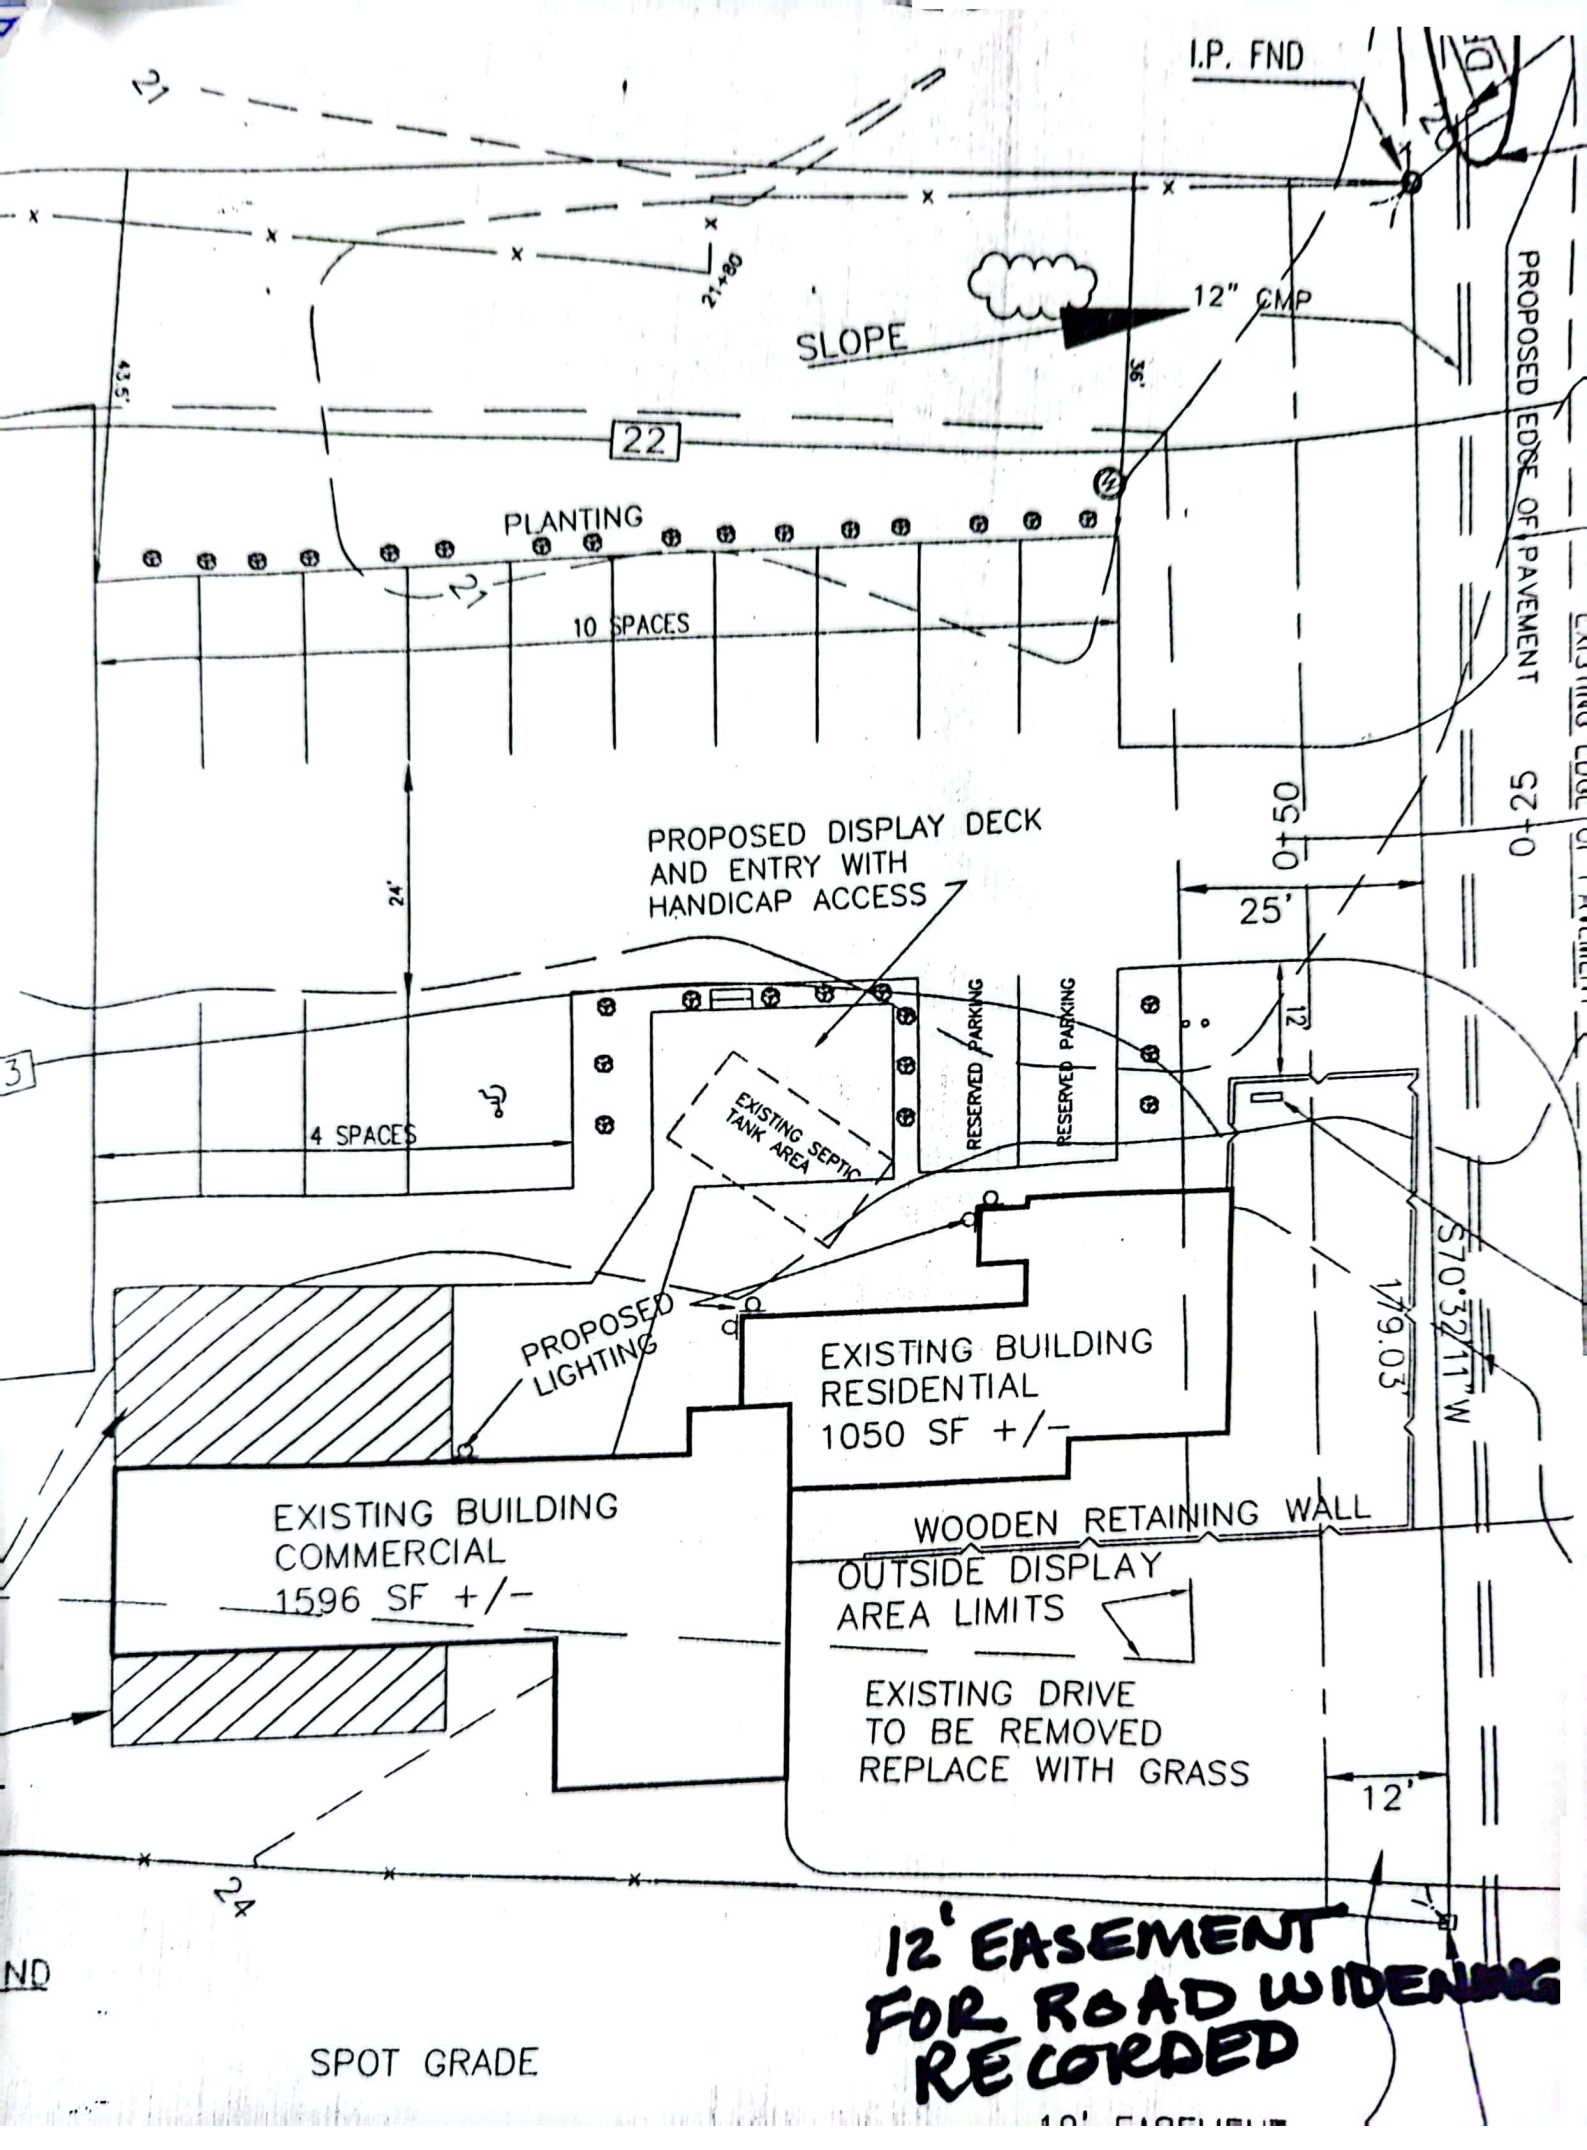 I.P. FND
21
20
21+80
12" CMP
SLOPE
43.5'
36'
22
PROPOSED EDGE OF PAVEMENT
PLANTING
21
10 SPACES
0+25
0+50
PROPOSED DISPLAY DECK
AND ENTRY WITH
HANDICAP ACCESS
24'
25'
RESERVED PARKING
RESERVED PARKING
12'
3
4 SPACES
EXISTING SEPTIC
TANK AREA
S70°32'11"W
179.03'
PROPOSED
LIGHTING
EXISTING BUILDING
RESIDENTIAL
1050 SF +/-
EXISTING BUILDING
COMMERCIAL
1596 SF +/-
WOODEN RETAINING WALL
OUTSIDE DISPLAY
AREA LIMITS
EXISTING DRIVE
TO BE REMOVED
REPLACE WITH GRASS
12'
24
12' EASEMENT
FOR ROAD WIDENING
RECORDED
ND
SPOT GRADE